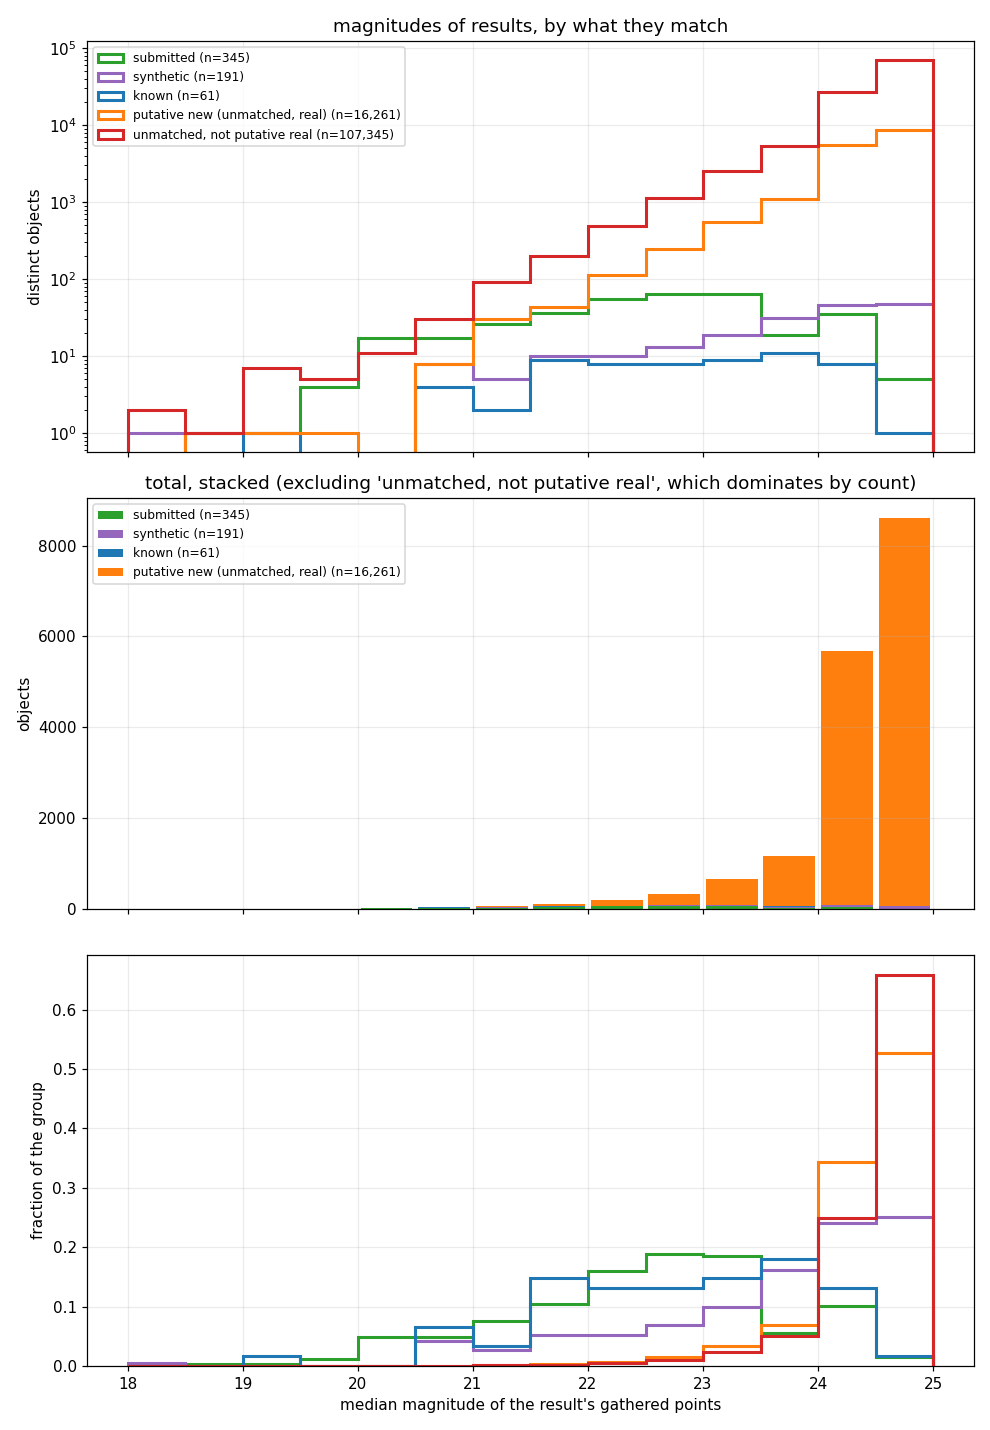 magnitudes of results, by what they match
10^5
10^4
10^3
10^2
10^1
10^0
distinct objects
submitted (n=345)
synthetic (n=191)
known (n=61)
putative new (unmatched, real) (n=16,261)
unmatched, not putative real (n=107,345)
total, stacked (excluding 'unmatched, not putative real', which dominates by count)
8000
6000
4000
2000
0
objects
submitted (n=345)
synthetic (n=191)
known (n=61)
putative new (unmatched, real) (n=16,261)
0.6
0.5
0.4
0.3
0.2
0.1
0.0
fraction of the group
18 19 20 21 22 23 24 25
median magnitude of the result's gathered points